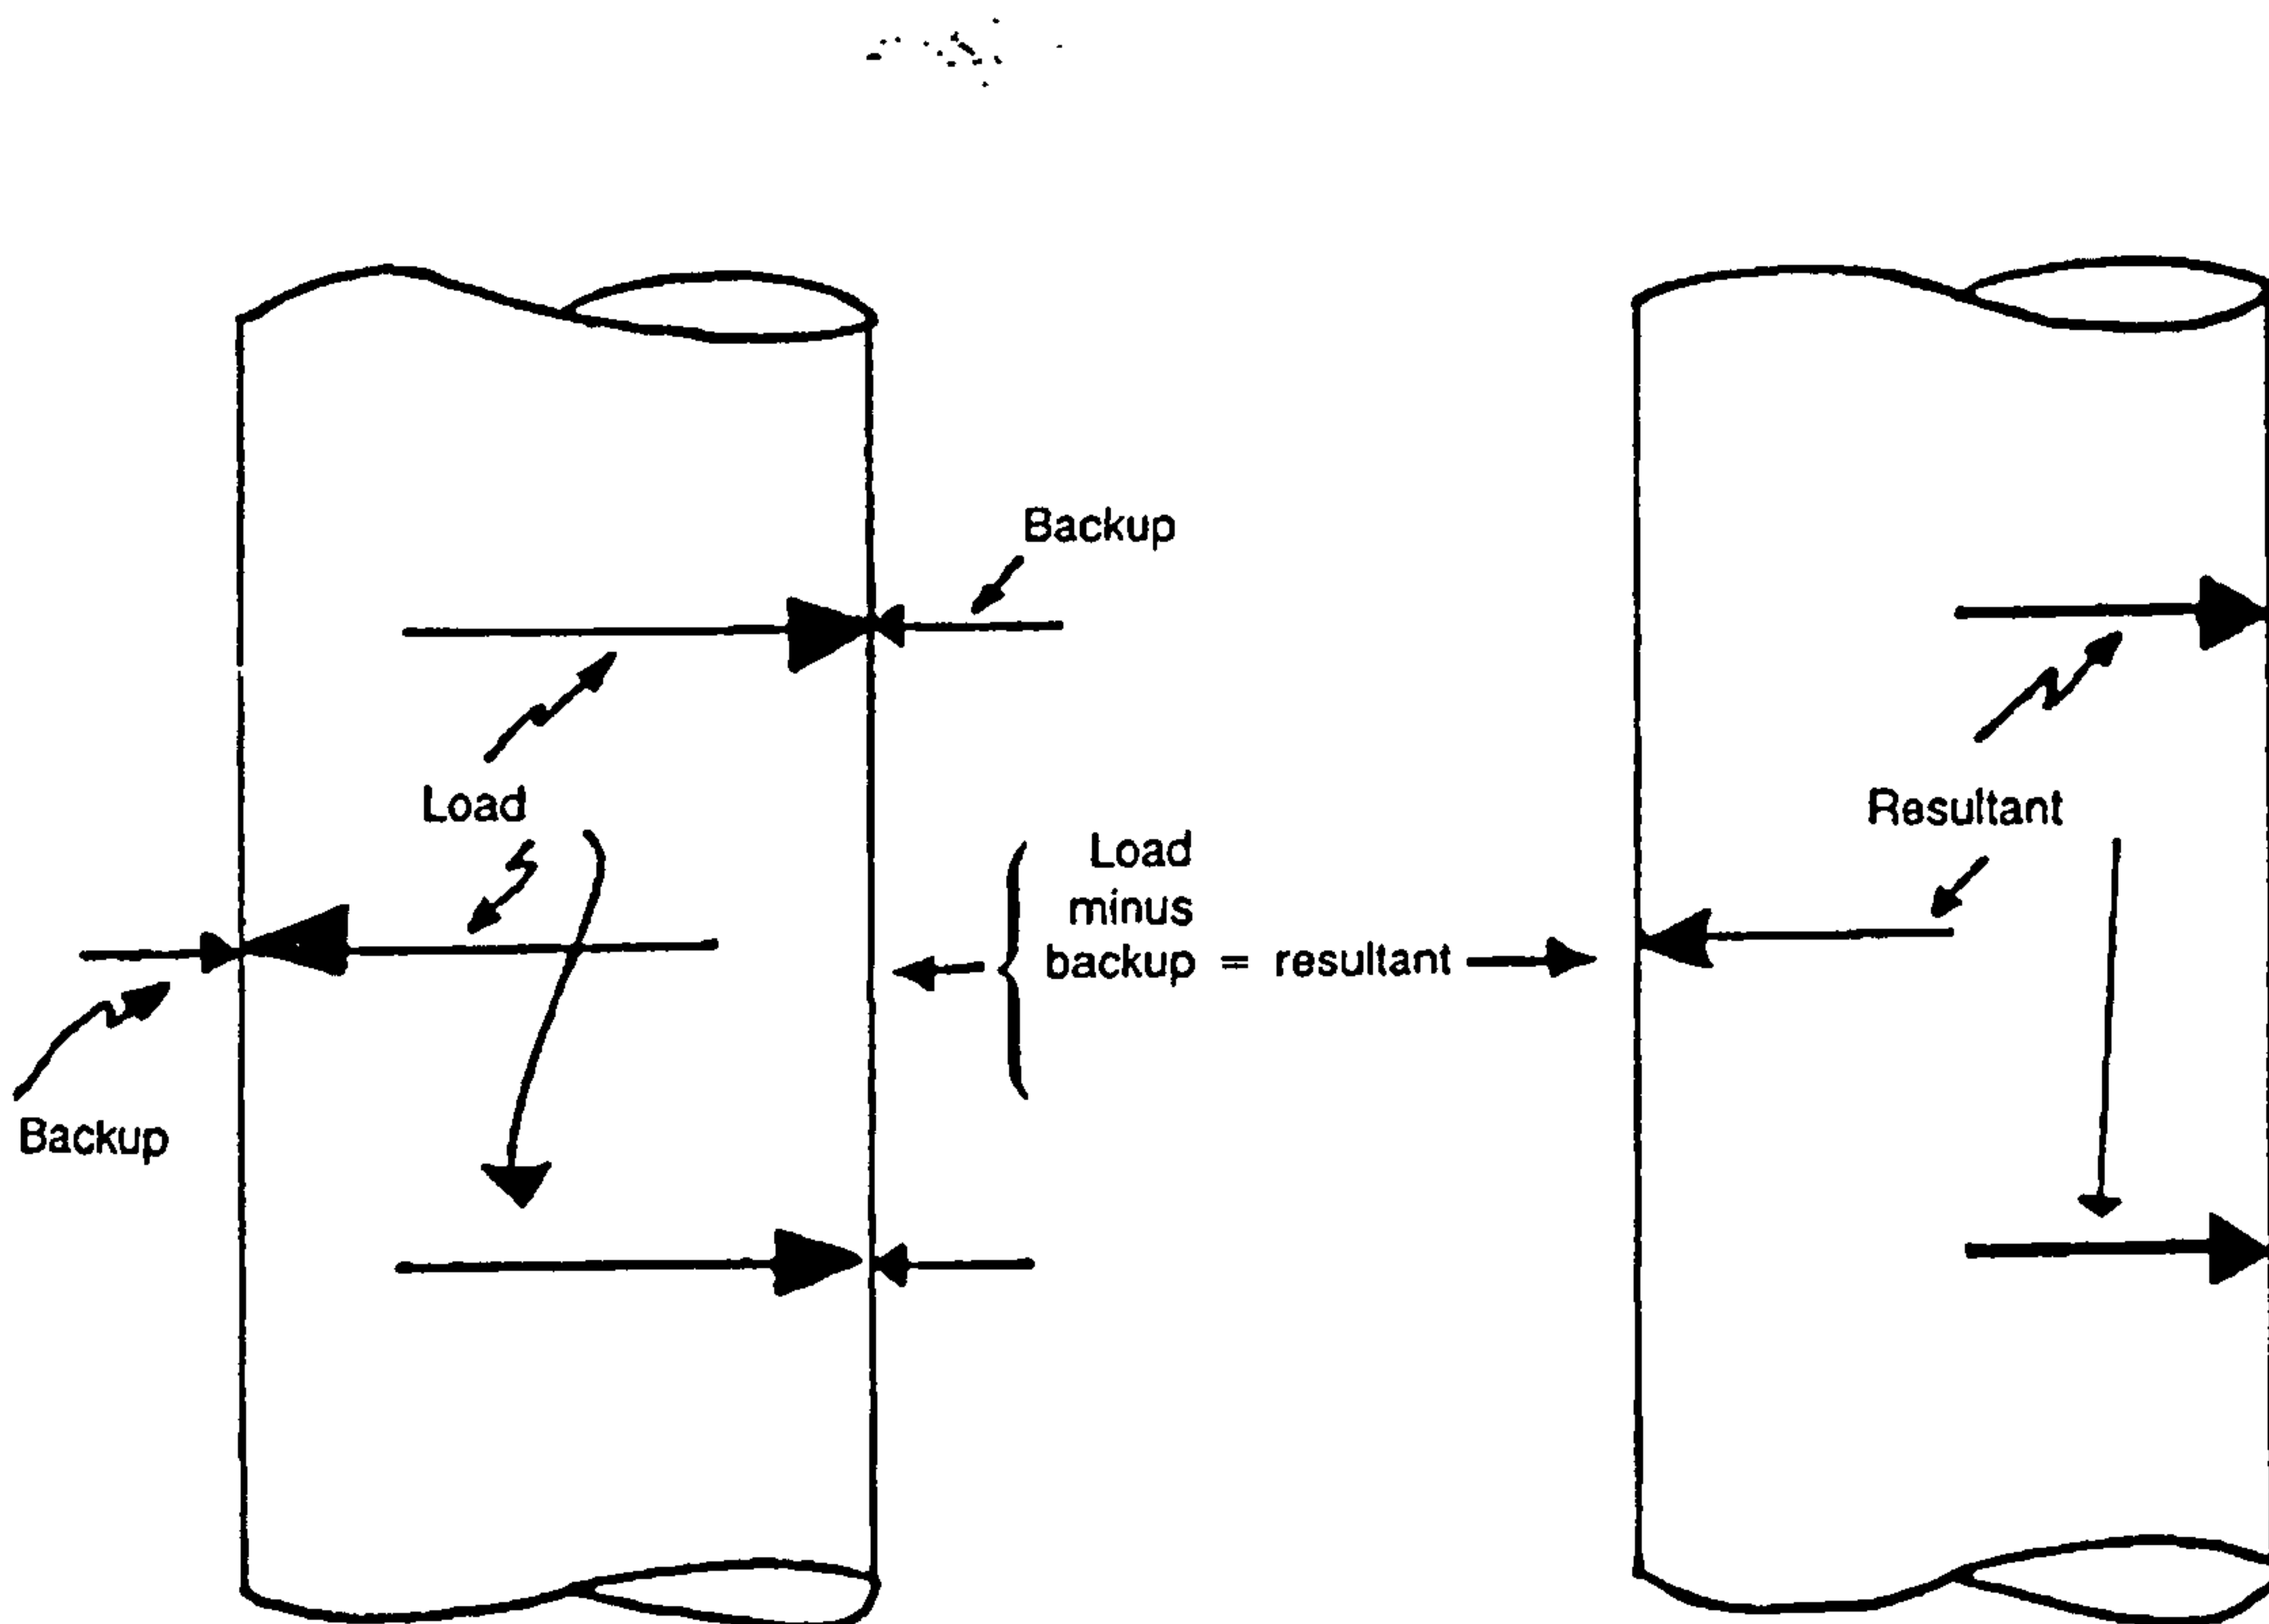 Backup
Load
Resultant
Load
minus
backup = resultant
Backup